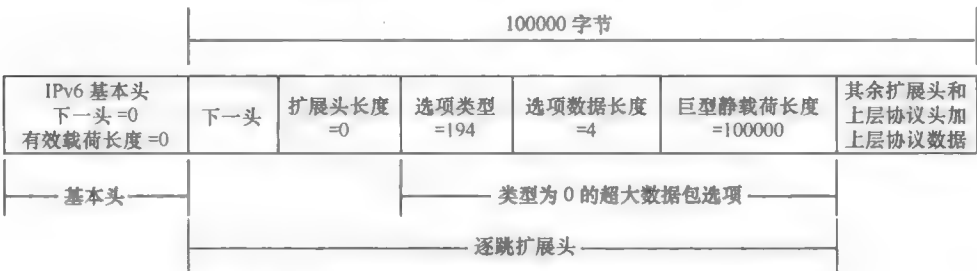 100000 字节
IPv6 基本头
下一头 =0
有效载荷长度 =0
下一头
扩展头长度
=0
选项类型
=194
选项数据长度
=4
巨型静载荷长度
=100000
其余扩展头和
上层协议头加
上层协议数据
基本头
类型为 0 的超大数据包选项
逐跳扩展头